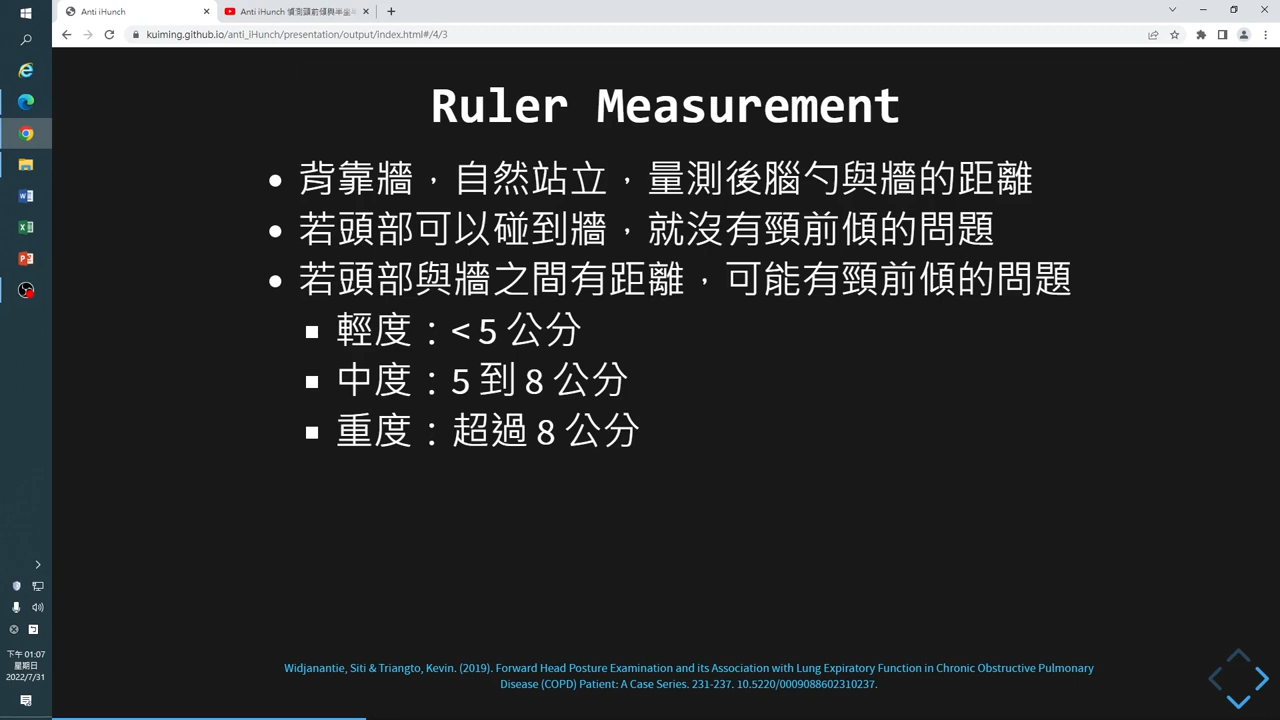 Anti iHunch
Anti iHunch 偵測頭前傾與半坐半
kuiming.github.io/anti_iHunch/presentation/output/index.html#/4/3
Ruler Measurement
背靠牆，自然站立，量測後腦勺與牆的距離
若頭部可以碰到牆，就沒有頸前傾的問題
若頭部與牆之間有距離，可能有頸前傾的問題
輕度：< 5 公分
中度：5 到 8 公分
重度：超過 8 公分
Widjanantie, Siti & Triangto, Kevin. (2019). Forward Head Posture Examination and its Association with Lung Expiratory Function in Chronic Obstructive Pulmonary
Disease (COPD) Patient: A Case Series. 231-237. 10.5220/0009088602310237.
下午 01:07
星期日
2022/7/31